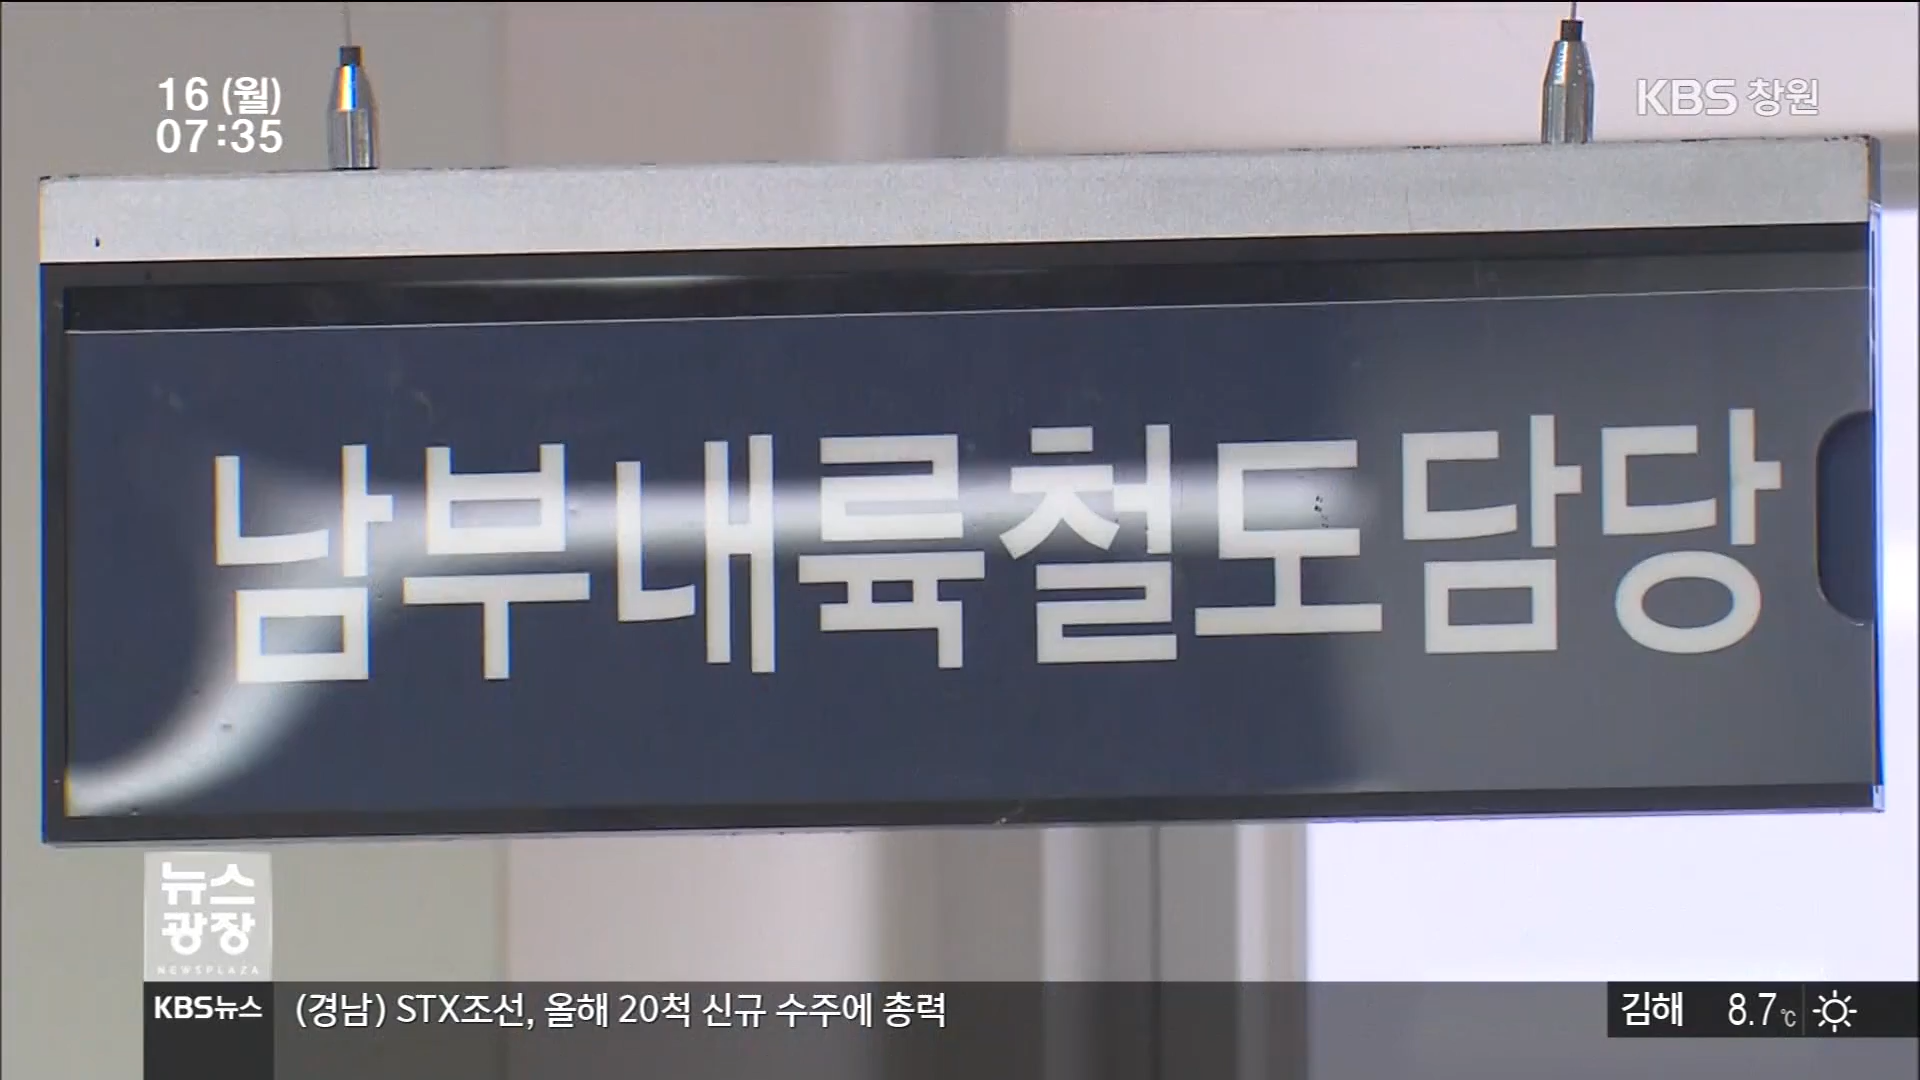 16 (월)
07:35
KBS 창원
남부내륙철도담당
뉴스
광장
NEWSPLAZA
KBS뉴스
(경남) STX조선, 올해 20척 신규 수주에 총력
김해 8.7℃